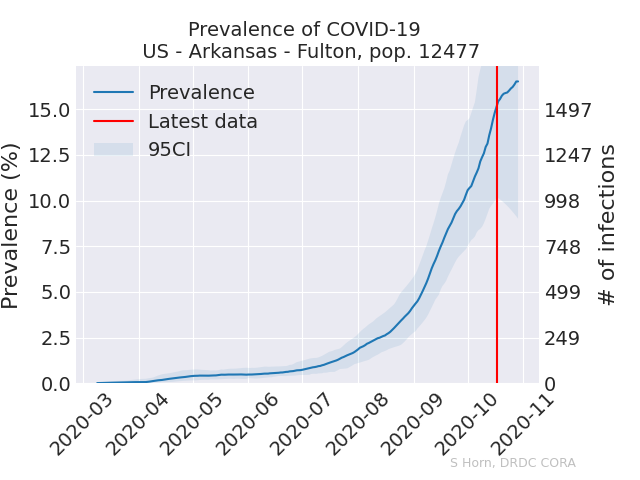 Prevalence of COVID-19
US - Arkansas - Fulton, pop. 12477
Prevalence
Latest data
95CI
Prevalence (%)
15.0
12.5
10.0
7.5
5.0
2.5
0.0
1497
1247
998
748
499
249
0
# of infections
2020-03
2020-04
2020-05
2020-06
2020-07
2020-08
2020-09
2020-10
2020-11
S Horn, DRDC CORA